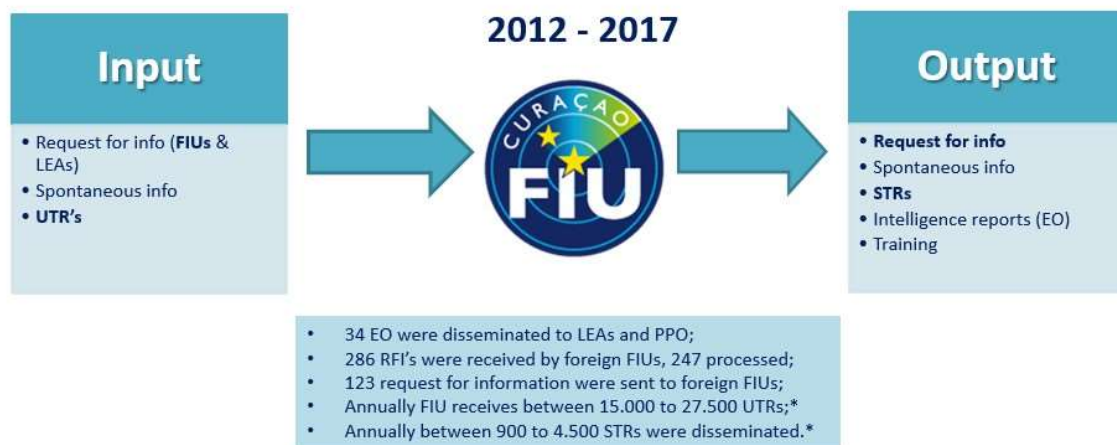 2012 - 2017
Input
• Request for info (FIUs &
LEAs)
• Spontaneous info
• UTR's
CURAÇAO
FIU
Output
• Request for info
• Spontaneous info
• STRs
• Intelligence reports (EO)
• Training
• 34 EO were disseminated to LEAs and PPO;
• 286 RFI's were received by foreign FIUs, 247 processed;
• 123 request for information were sent to foreign FIUs;
• Annually FIU receives between 15.000 to 27.500 UTRs;*
• Annually between 900 to 4.500 STRs were disseminated.*